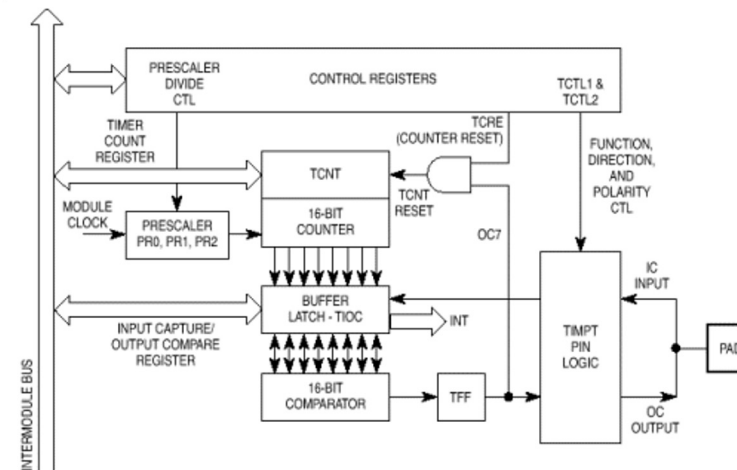 PRESCALER
DIVIDE
CTL
CONTROL REGISTERS
TCTL1 &
TCTL2
TIMER
COUNT
REGISTER
TCRE
(COUNTER RESET)
FUNCTION,
DIRECTION,
AND
POLARITY
CTL
TCNT
TCNT
RESET
MODULE
CLOCK
PRESCALER
PR0, PR1, PR2
16-BIT
COUNTER
OC7
IC
INPUT
BUFFER
LATCH - TIOC
INT
INPUT CAPTURE/
OUTPUT COMPARE
REGISTER
TIMPT
PIN
LOGIC
PAD
16-BIT
COMPARATOR
TFF
OC
OUTPUT
INTERMODULE BUS